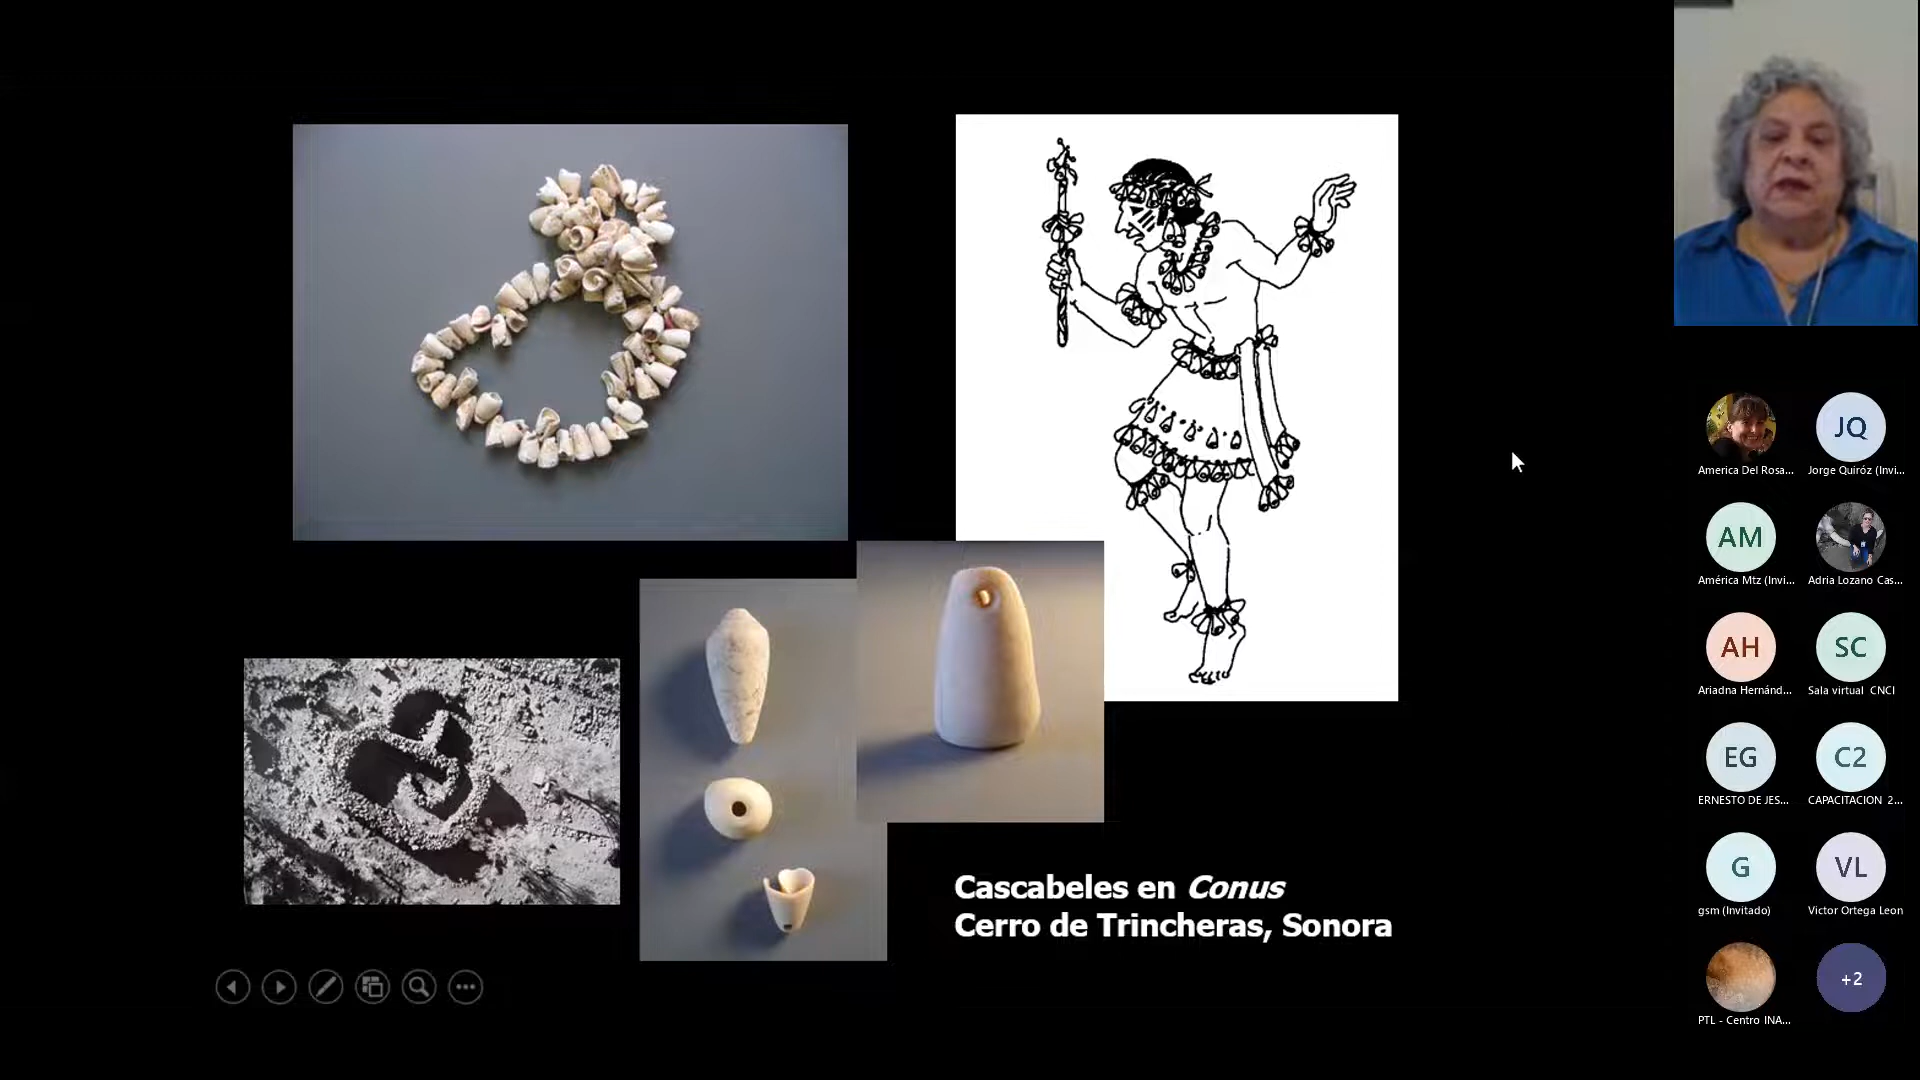 Cascabeles en Conus
Cerro de Trincheras, Sonora
America Del Rosa...
JQ
Jorge Quiróz (Invi...
AM
América Mtz (Invi...
Adria Lozano Cas...
AH
Ariadna Hernánd...
SC
Sala virtual CNCI
EG
ERNESTO DE JES...
C2
CAPACITACION 2...
G
gsm (Invitado)
VL
Victor Ortega Leon
PTL - Centro INA...
+2